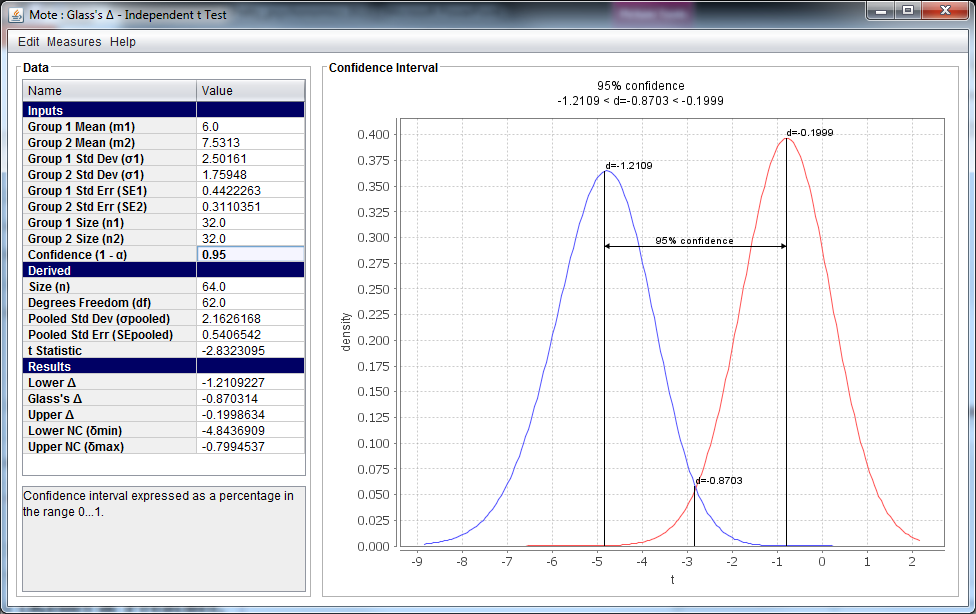 Mote : Glass's Δ - Independent t Test
Edit Measures Help
Data
Name Value
Inputs
Group 1 Mean (m1) 6.0
Group 2 Mean (m2) 7.5313
Group 1 Std Dev (σ1) 2.50161
Group 2 Std Dev (σ1) 1.75948
Group 1 Std Err (SE1) 0.4422263
Group 2 Std Err (SE2) 0.3110351
Group 1 Size (n1) 32.0
Group 2 Size (n2) 32.0
Confidence (1 - α) 0.95
Derived
Size (n) 64.0
Degrees Freedom (df) 62.0
Pooled Std Dev (σpooled) 2.1626168
Pooled Std Err (SEpooled) 0.5406542
t Statistic -2.8323095
Results
Lower Δ -1.2109227
Glass's Δ -0.870314
Upper Δ -0.1998634
Lower NC (δmin) -4.8436909
Upper NC (δmax) -0.7994537
Confidence interval expressed as a percentage in
the range 0...1.
Confidence Interval
95% confidence
-1.2109 < d=-0.8703 < -0.1999
0.400
0.375
0.350
0.325
0.300
0.275
0.250
0.225
0.200
0.175
0.150
0.125
0.100
0.075
0.050
0.025
0.000
density
d=-0.1999
d=-1.2109
95% confidence
d=-0.8703
-9 -8 -7 -6 -5 -4 -3 -2 -1 0 1 2
t